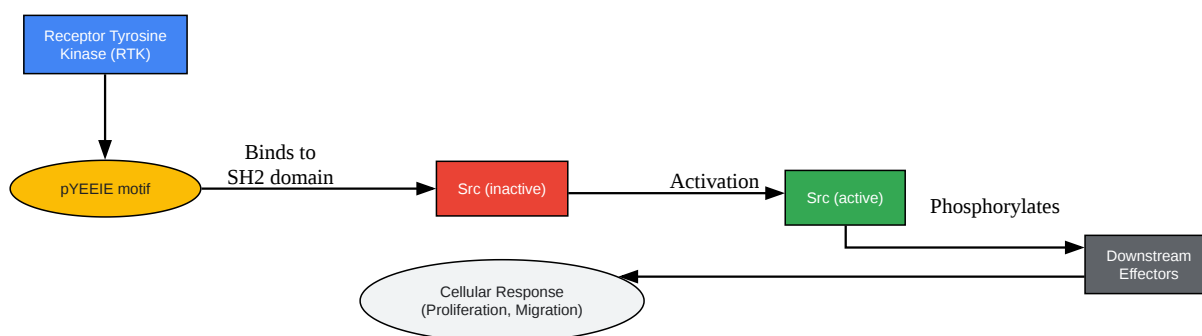 Receptor Tyrosine
Kinase (RTK)
pYEEIE motif
Binds to
SH2 domain
Src (inactive)
Activation
Src (active)
Phosphorylates
Downstream
Effectors
Cellular Response
(Proliferation, Migration)